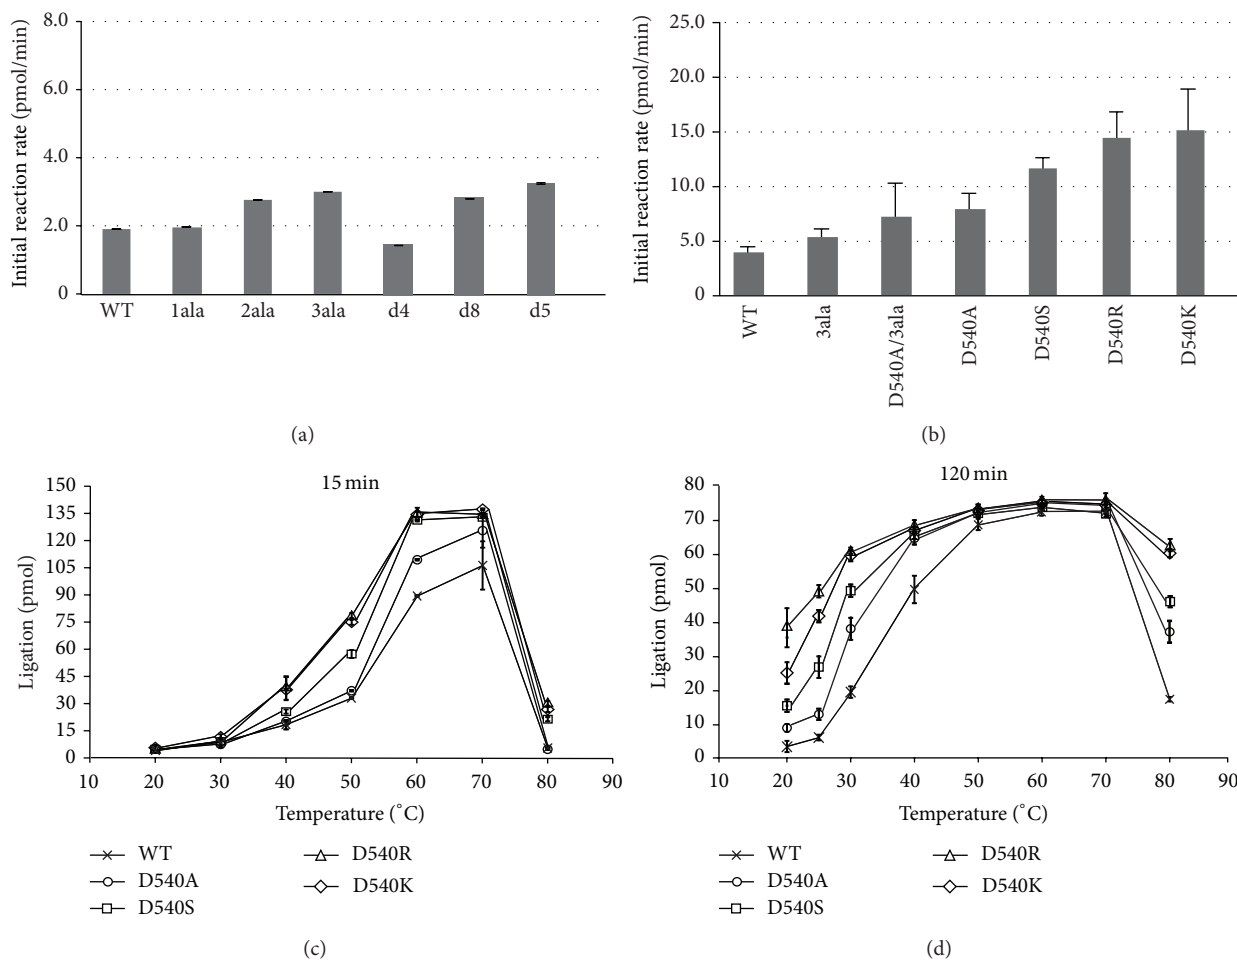 Initial reaction rate (pmol/min)
8.0
6.0
4.0
2.0
0
WT 1ala 2ala 3ala d4 d8 d5
(a)
Initial reaction rate (pmol/min)
25.0
20.0
15.0
10.0
5.0
0
WT
3ala
D540A/3ala
D540A
D540S
D540R
D540K
(b)
15 min
Ligation (pmol)
150
135
120
105
90
75
60
45
30
15
0
10 20 30 40 50 60 70 80 90
Temperature (˚C)
WT
D540A
D540S
D540R
D540K
(c)
120 min
Ligation (pmol)
80
70
60
50
40
30
20
10
0
10 20 30 40 50 60 70 80 90
Temperature (˚C)
WT
D540A
D540S
D540R
D540K
(d)